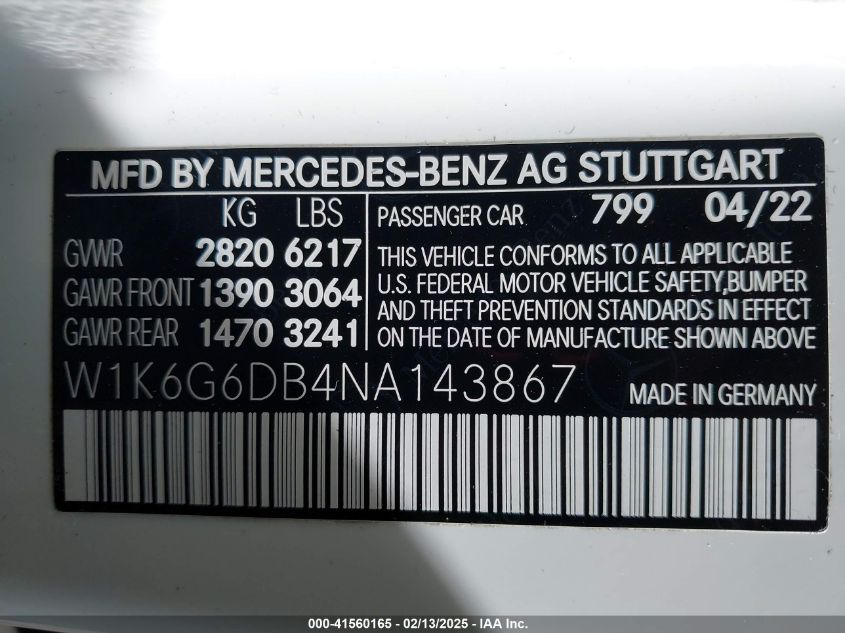 MFD BY MERCEDES-BENZ AG STUTTGART
KG LBS
GVWR 2820 6217
GAWR FRONT 1390 3064
GAWR REAR 1470 3241
PASSENGER CAR 799 04/22
THIS VEHICLE CONFORMS TO ALL APPLICABLE
U.S. FEDERAL MOTOR VEHICLE SAFETY,BUMPER
AND THEFT PREVENTION STANDARDS IN EFFECT
ON THE DATE OF MANUFACTURE SHOWN ABOVE
W1K6G6DB4NA143867
MADE IN GERMANY
000-41560165 - 02/13/2025 - IAA Inc.